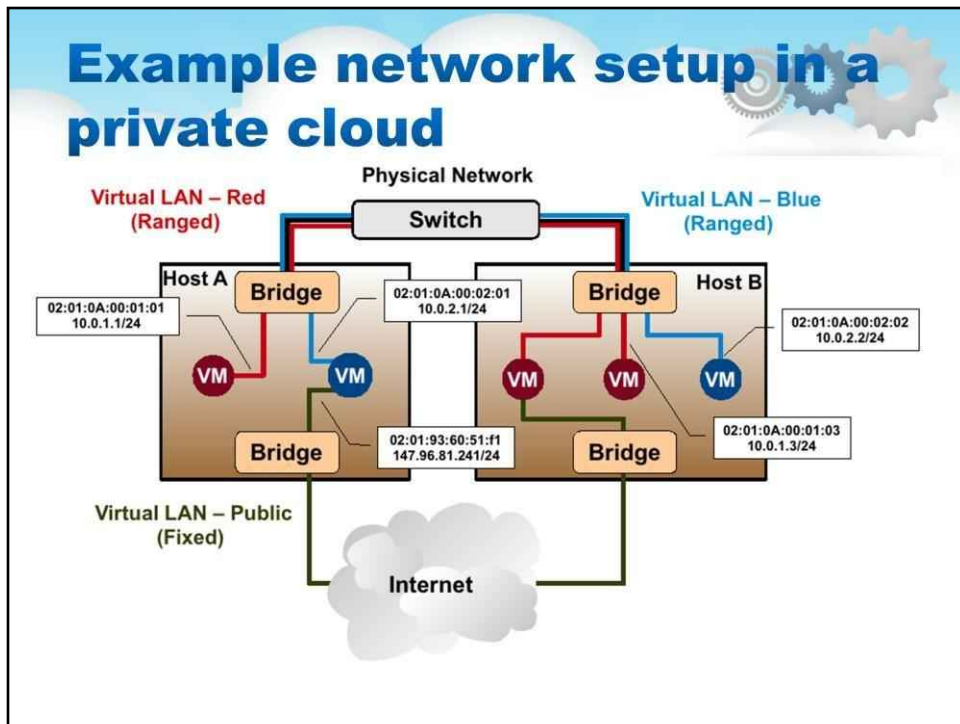 Example network setup in a
private cloud
Physical Network
Virtual LAN – Red
(Ranged)
Switch
Virtual LAN – Blue
(Ranged)
Host A
Bridge
Bridge
Host B
02:01:0A:00:01:01
10.0.1.1/24
02:01:0A:00:02:01
10.0.2.1/24
02:01:0A:00:02:02
10.0.2.2/24
VM
VM
VM
VM
VM
02:01:0A:00:01:03
10.0.1.3/24
Bridge
02:01:93:60:51:f1
147.96.81.241/24
Bridge
Virtual LAN – Public
(Fixed)
Internet